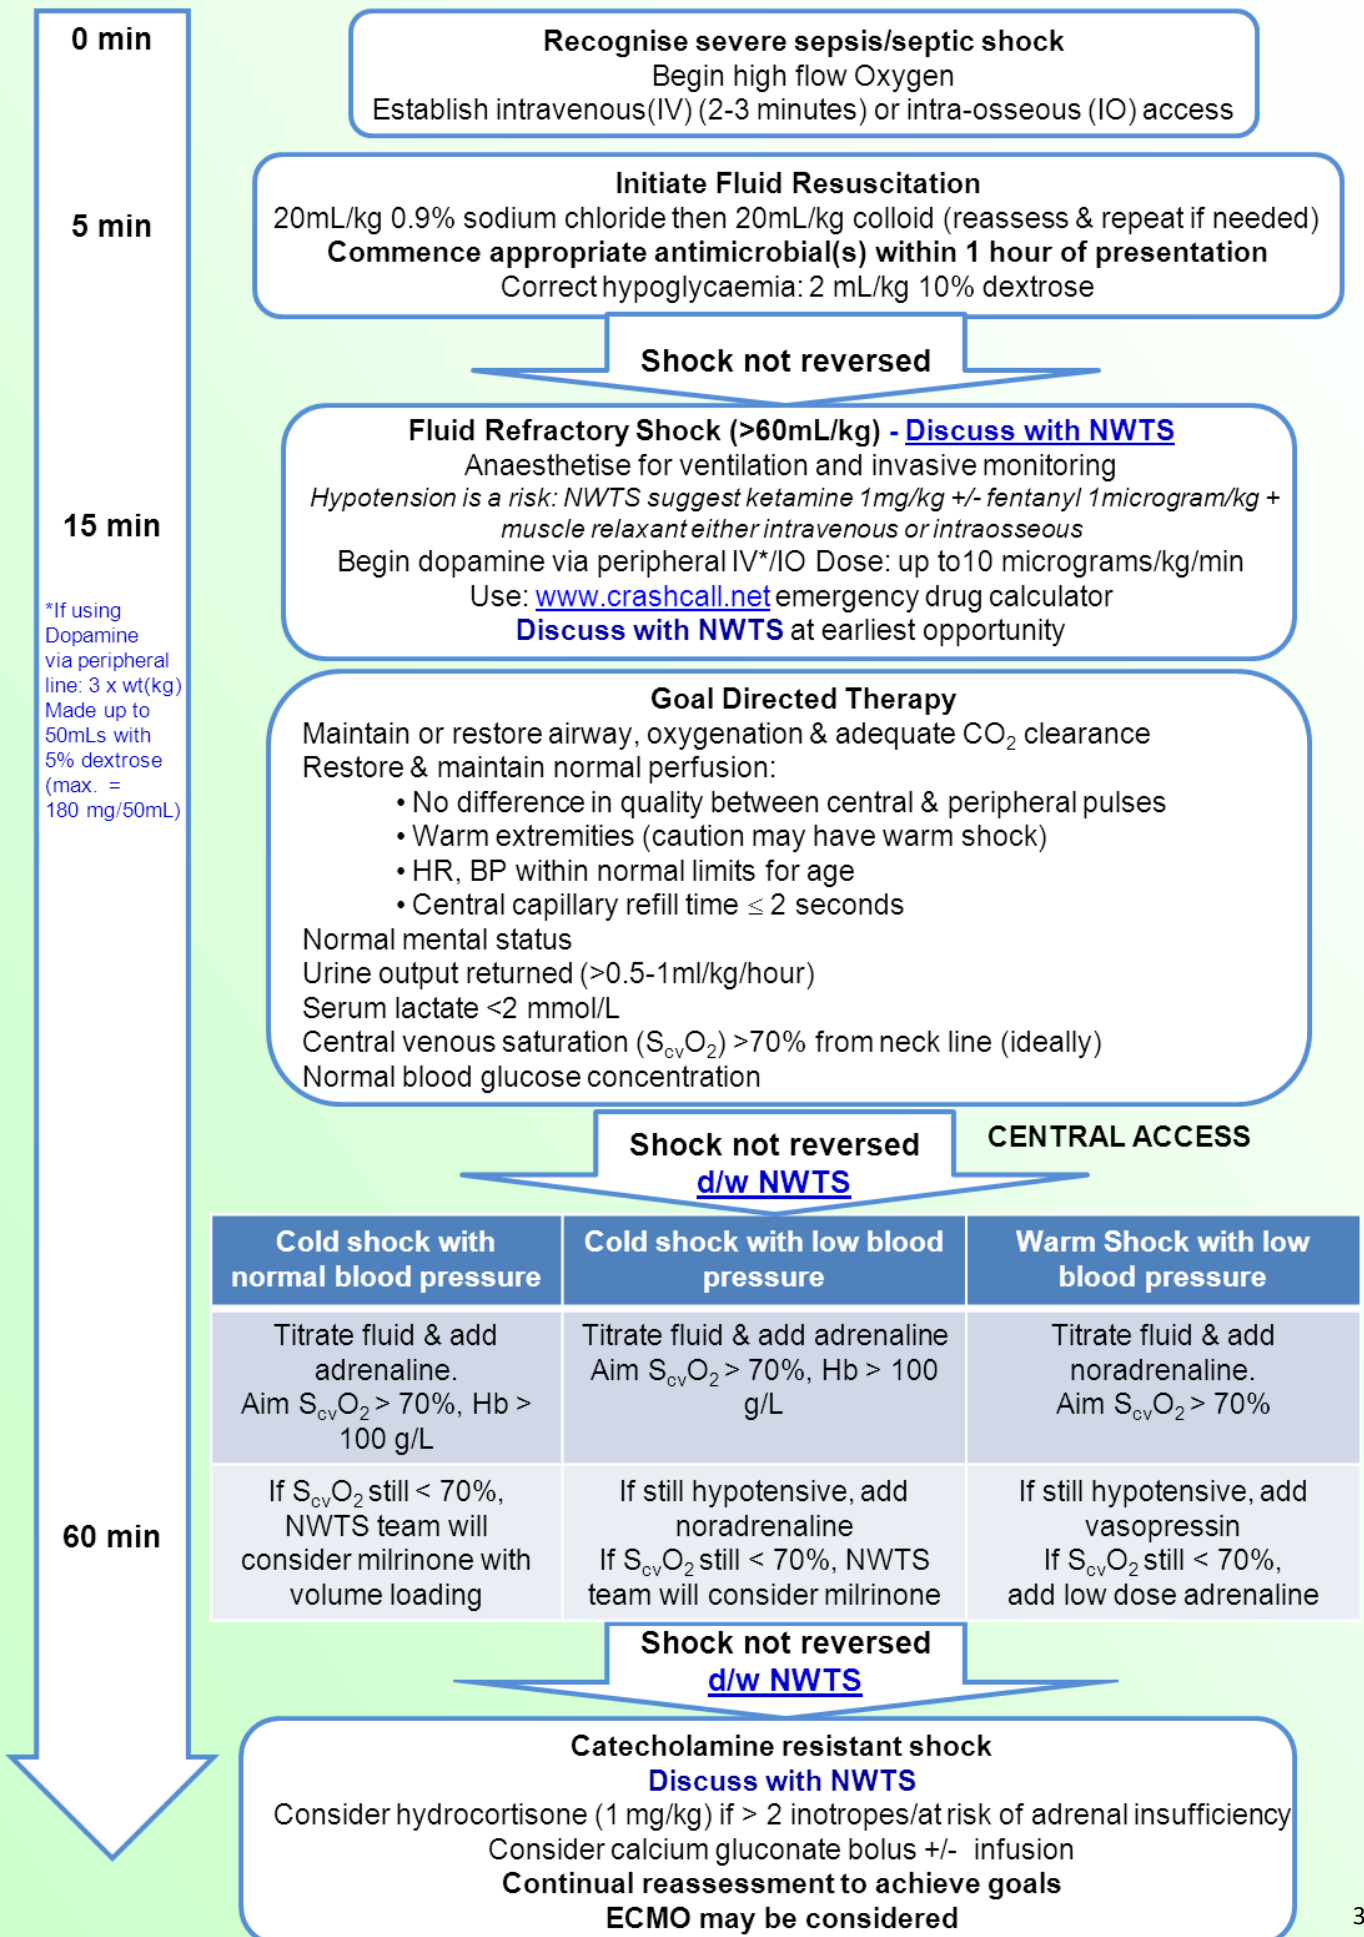 0 min
Recognise severe sepsis/septic shock
Begin high flow Oxygen
Establish intravenous(IV) (2-3 minutes) or intra-osseous (IO) access
5 min
Initiate Fluid Resuscitation
20mL/kg 0.9% sodium chloride then 20mL/kg colloid (reassess & repeat if needed)
Commence appropriate antimicrobial(s) within 1 hour of presentation
Correct hypoglycaemia: 2 mL/kg 10% dextrose
Shock not reversed
15 min
Fluid Refractory Shock (>60mL/kg) - Discuss with NWTS
Anaesthetise for ventilation and invasive monitoring
Hypotension is a risk: NWTS suggest ketamine 1mg/kg +/- fentanyl 1microgram/kg +
muscle relaxant either intravenous or intraosseous
Begin dopamine via peripheral IV*/IO Dose: up to10 micrograms/kg/min
Use: www.crashcall.net emergency drug calculator
Discuss with NWTS at earliest opportunity
*If using
Dopamine
via peripheral
line: 3 x wt(kg)
Made up to
50mLs with
5% dextrose
(max. =
180 mg/50mL)
Goal Directed Therapy
Maintain or restore airway, oxygenation & adequate CO₂ clearance
Restore & maintain normal perfusion:
• No difference in quality between central & peripheral pulses
• Warm extremities (caution may have warm shock)
• HR, BP within normal limits for age
• Central capillary refill time ≤ 2 seconds
Normal mental status
Urine output returned (>0.5-1ml/kg/hour)
Serum lactate <2 mmol/L
Central venous saturation (ScvO₂) >70% from neck line (ideally)
Normal blood glucose concentration
Shock not reversed
d/w NWTS
CENTRAL ACCESS
Cold shock with
normal blood pressure
Cold shock with low blood
pressure
Warm Shock with low
blood pressure
Titrate fluid & add
adrenaline.
Aim ScvO₂ > 70%, Hb >
100 g/L
Titrate fluid & add adrenaline
Aim ScvO₂ > 70%, Hb > 100
g/L
Titrate fluid & add
noradrenaline.
Aim ScvO₂ > 70%
60 min
If ScvO₂ still < 70%,
NWTS team will
consider milrinone with
volume loading
If still hypotensive, add
noradrenaline
If ScvO₂ still < 70%, NWTS
team will consider milrinone
If still hypotensive, add
vasopressin
If ScvO₂ still < 70%,
add low dose adrenaline
Shock not reversed
d/w NWTS
Catecholamine resistant shock
Discuss with NWTS
Consider hydrocortisone (1 mg/kg) if > 2 inotropes/at risk of adrenal insufficiency
Consider calcium gluconate bolus +/- infusion
Continual reassessment to achieve goals
ECMO may be considered
3